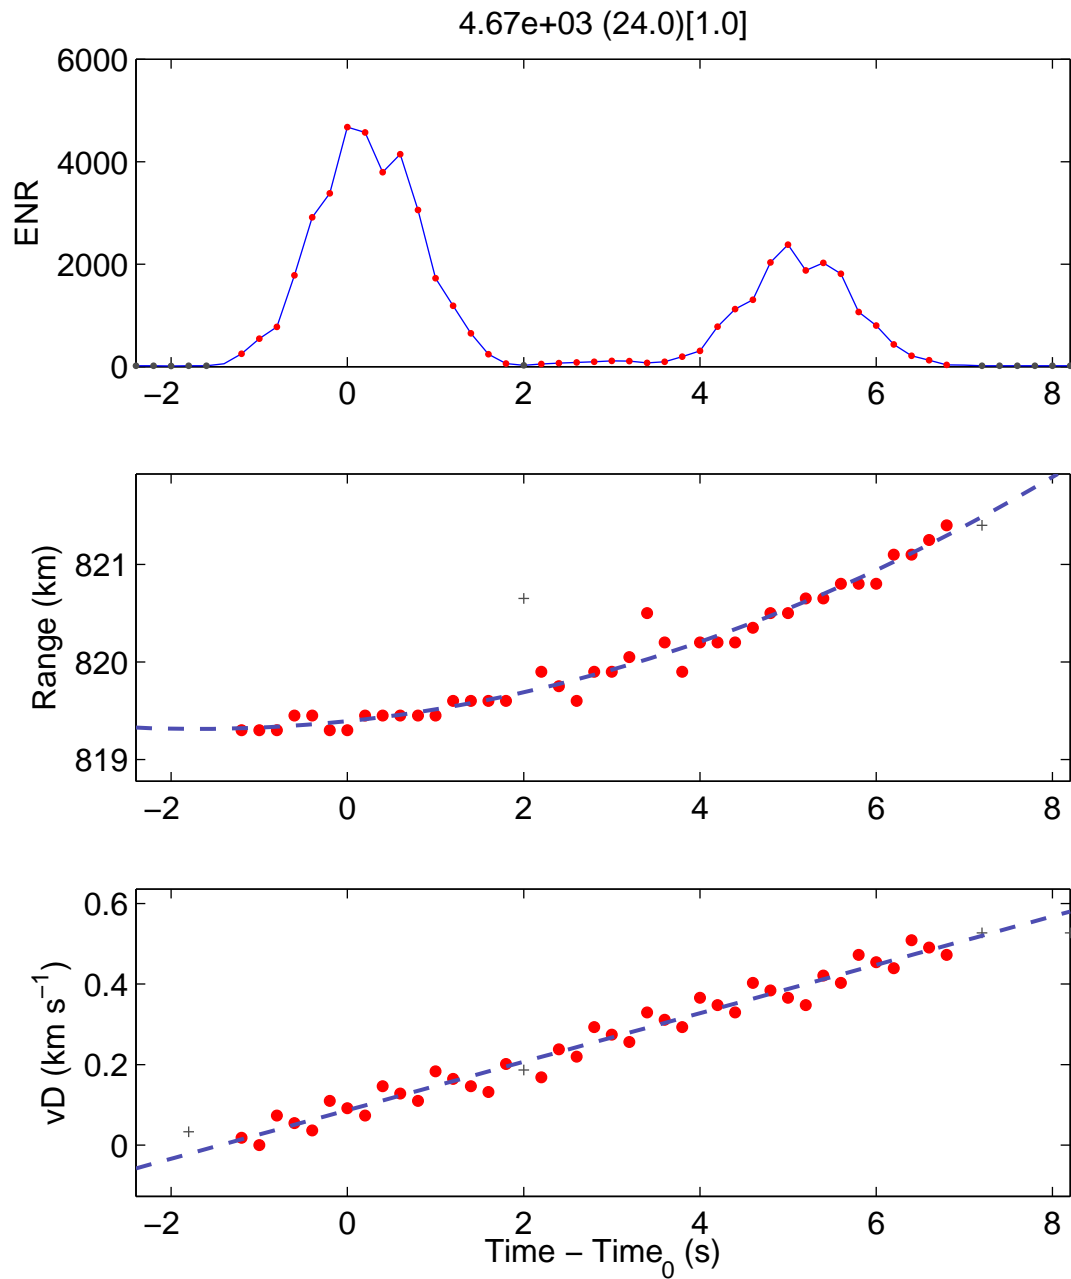 4.67e+03 (24.0)[1.0]
6000
4000
2000
0
ENR
−2 0 2 4 6 8
821
820
819
Range (km)
−2 0 2 4 6 8
0.6
0.4
0.2
0
vD (km s−1)
−2 0 2 4 6 8
Time − Time0 (s)